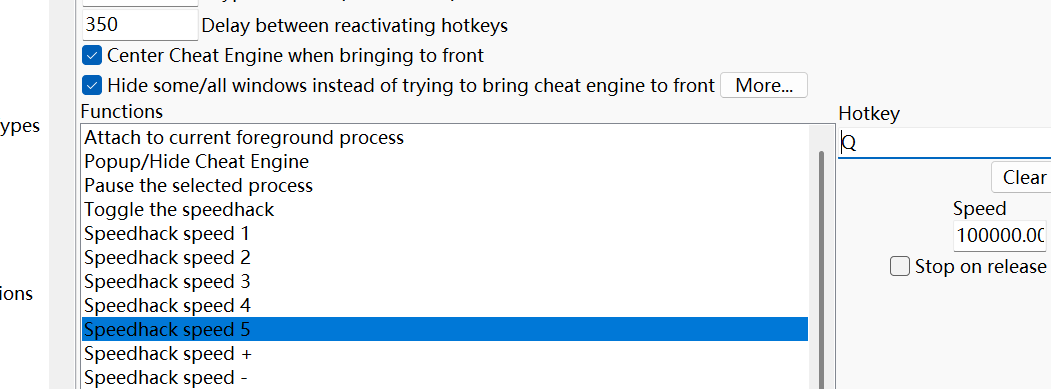 350 Delay between reactivating hotkeys
Center Cheat Engine when bringing to front
Hide some/all windows instead of trying to bring cheat engine to front More...
Functions
Hotkey
ypes
Attach to current foreground process
Q
Popup/Hide Cheat Engine
Pause the selected process
Clear
Toggle the speedhack
Speed
Speedhack speed 1
100000.00
Speedhack speed 2
Stop on release
Speedhack speed 3
ions
Speedhack speed 4
Speedhack speed 5
Speedhack speed +
Speedhack speed -